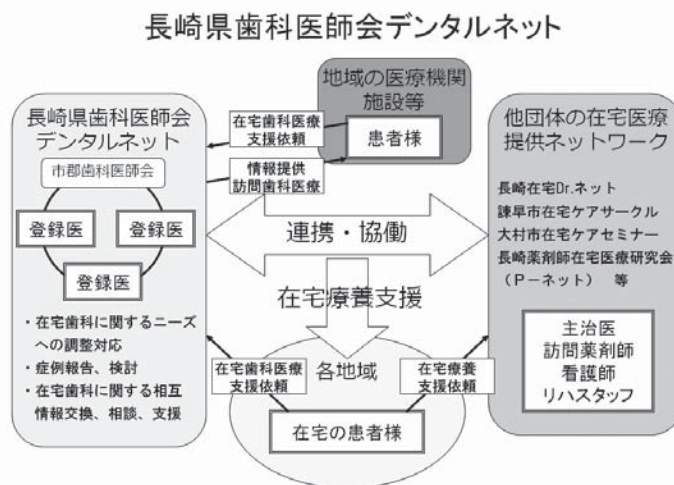 長崎県歯科医師会デンタルネット
長崎県歯科医師会
デンタルネット
市郡歯科医師会
登録医
登録医
登録医
・在宅歯科に関するニーズ
への調整対応
・症例報告、検討
・在宅歯科に関する相互
情報交換、相談、支援
地域の医療機関
施設等
患者様
在宅歯科医療
支援依頼
情報提供
訪問歯科医療
連携・協働
在宅療養支援
各地域
在宅歯科医療
支援依頼
在宅療養
支援依頼
在宅の患者様
他団体の在宅医療
提供ネットワーク
長崎在宅Dr.ネット
諫早市在宅ケアサークル
大村市在宅ケアセミナー
長崎薬剤師在宅医療研究会
（P－ネット） 等
主治医
訪問薬剤師
看護師
リハスタッフ